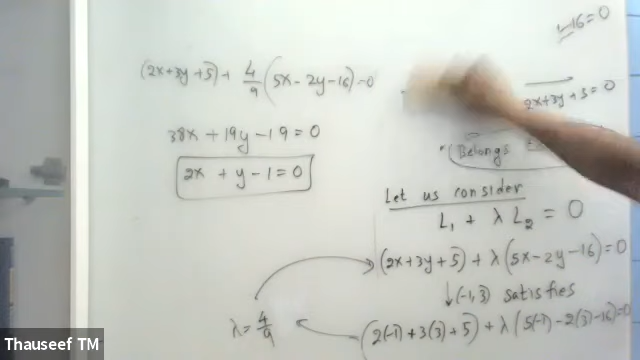 -16=0
(2x+3y+5)+ 4/9 (5x-2y-16)=0
2x+3y+5=0
38x+19y-19=0
Belongs
2x + y-1=0
Let us consider
L₁ + λ L₂ = 0
(2x+3y+5) + λ(5x-2y-16)=0
↓(-1,3) satisfies
λ=4/9
(2(-1)+3(3)+5)+λ(5(-1)-2(3)-16)=0
Thauseef TM